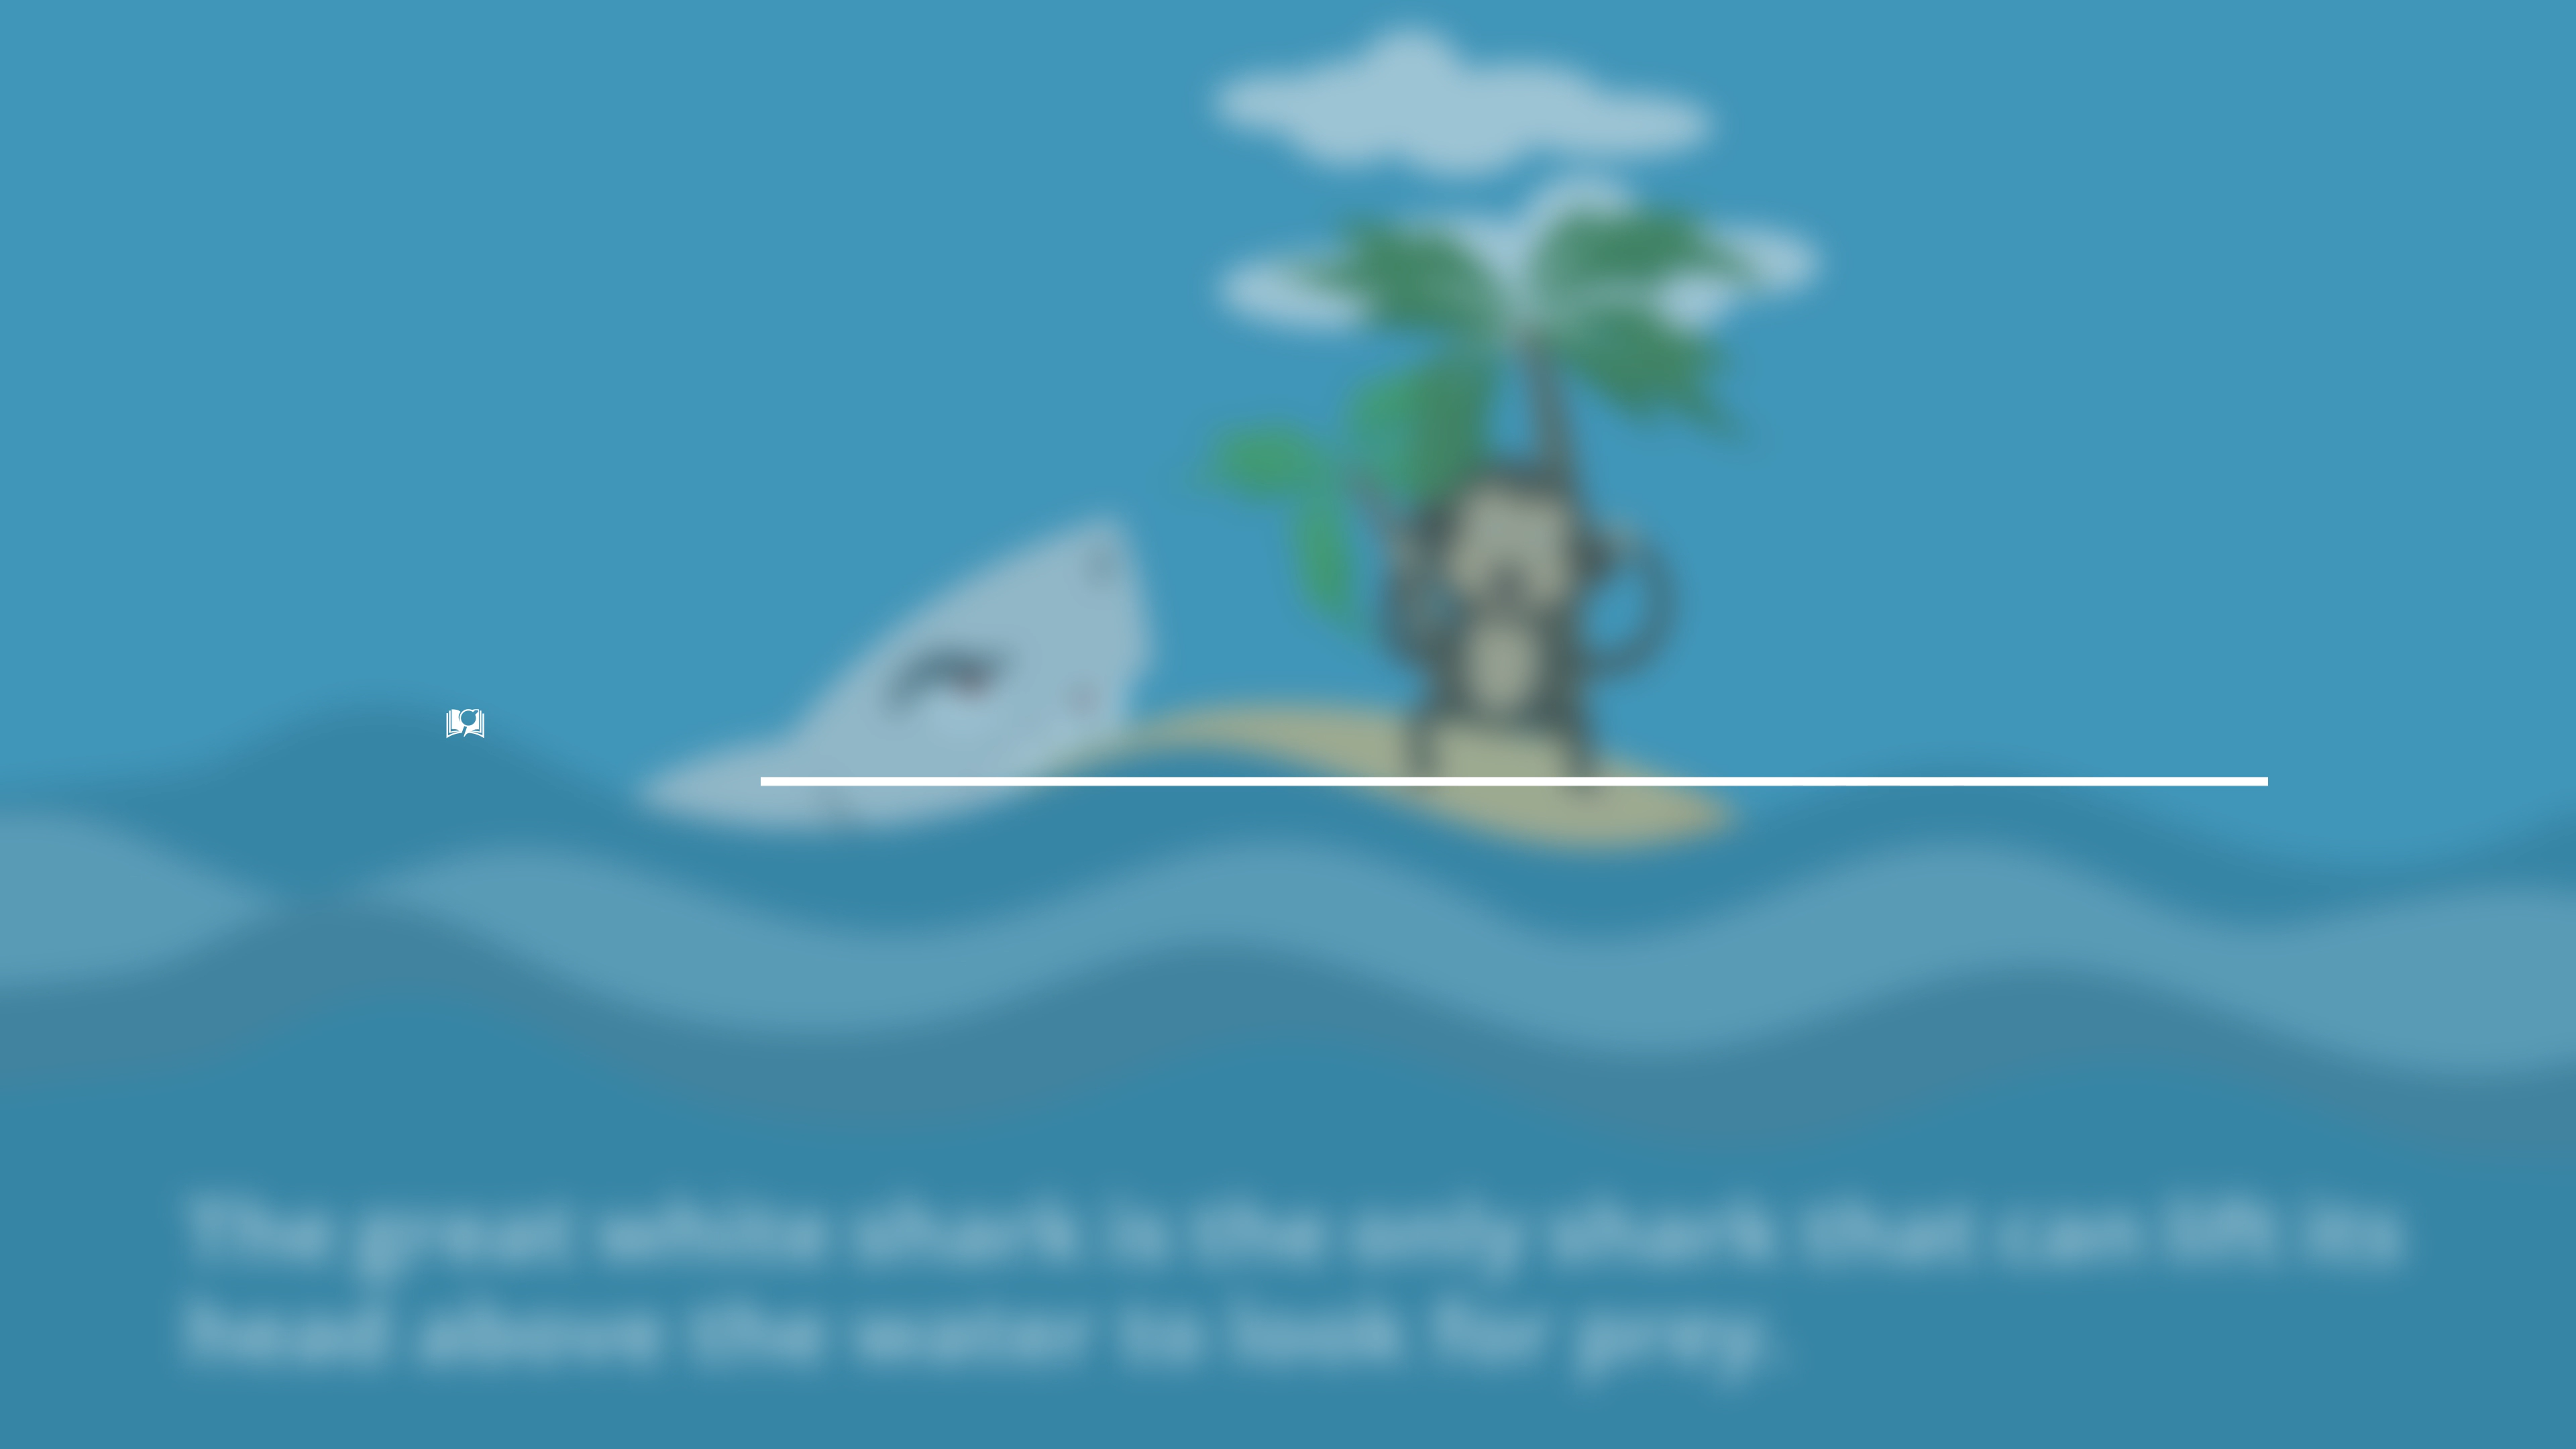 The great white shark is the only shark that can lift its
head above the water to look for prey.